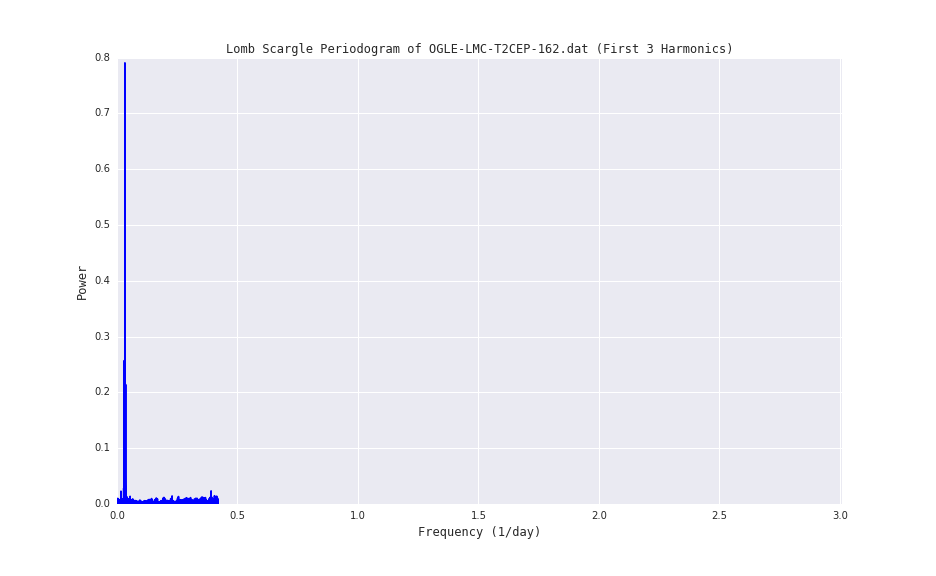 Lomb Scargle Periodogram of OGLE-LMC-T2CEP-162.dat (First 3 Harmonics)
0.8
0.7
0.6
0.5
0.4
0.3
0.2
0.1
0.0
Power
0.0 0.5 1.0 1.5 2.0 2.5 3.0
Frequency (1/day)